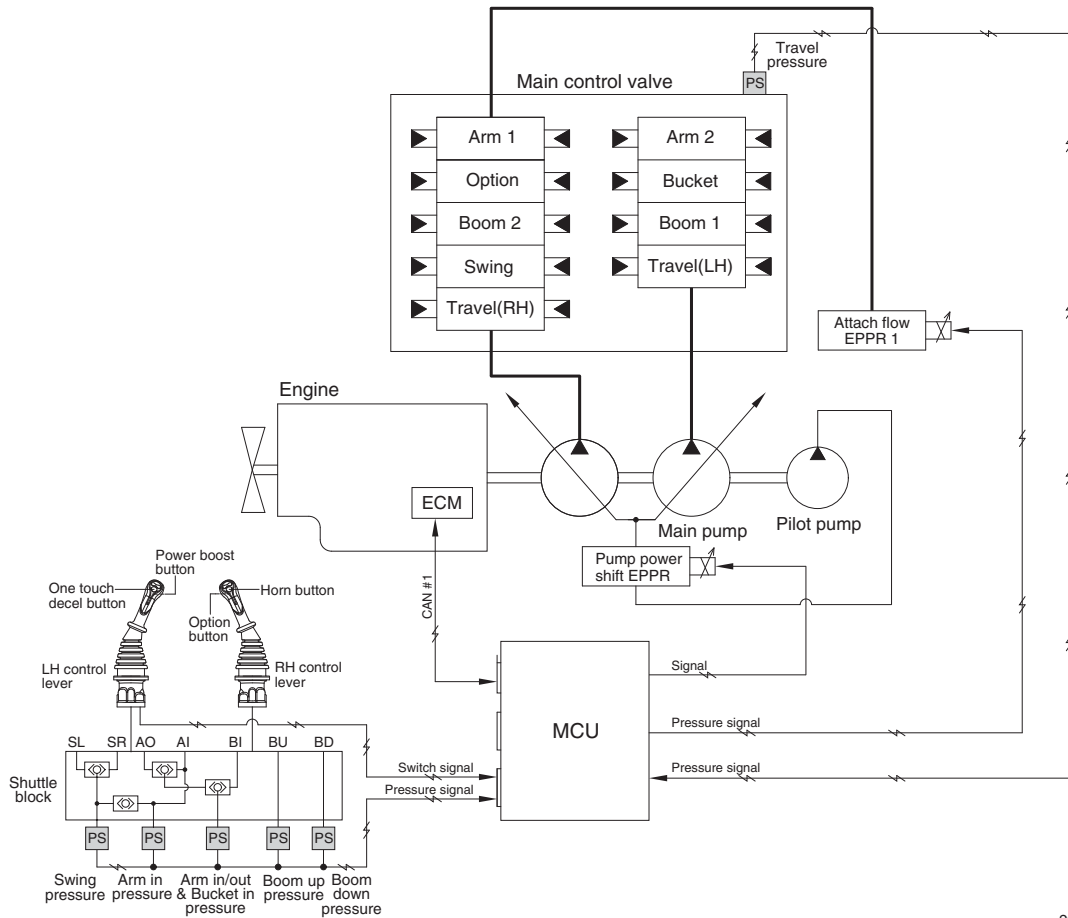 Travel
pressure
PS
Main control valve
Arm 1
Arm 2
Option
Bucket
Boom 2
Boom 1
Swing
Travel(LH)
Travel(RH)
Attach flow
EPPR 1
Engine
ECM
Main pump
Pilot pump
Pump power
shift EPPR
CAN #1
Power boost
button
One touch
decel button
Horn button
Option
button
LH control
lever
RH control
lever
Signal
MCU
Pressure signal
Switch signal
Pressure signal
Pressure signal
SL SR AO AI BI BU BD
Shuttle
block
PS PS PS PS PS
Swing
pressure
Arm in
pressure
Arm in/out
& Bucket in
pressure
Boom up
pressure
Boom
down
pressure